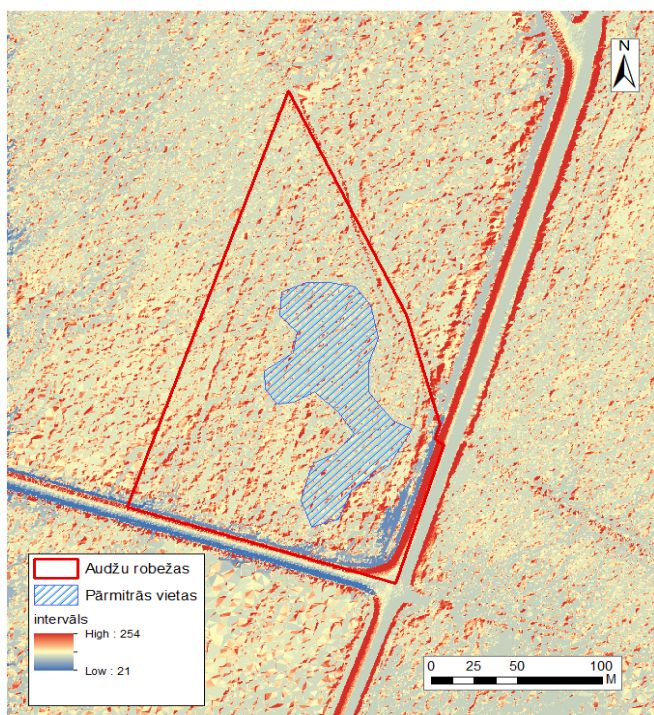 N
Audžu robežas
Pārmitrās vietas
intervāls
High : 254
Low : 21
0 25 50 100
M